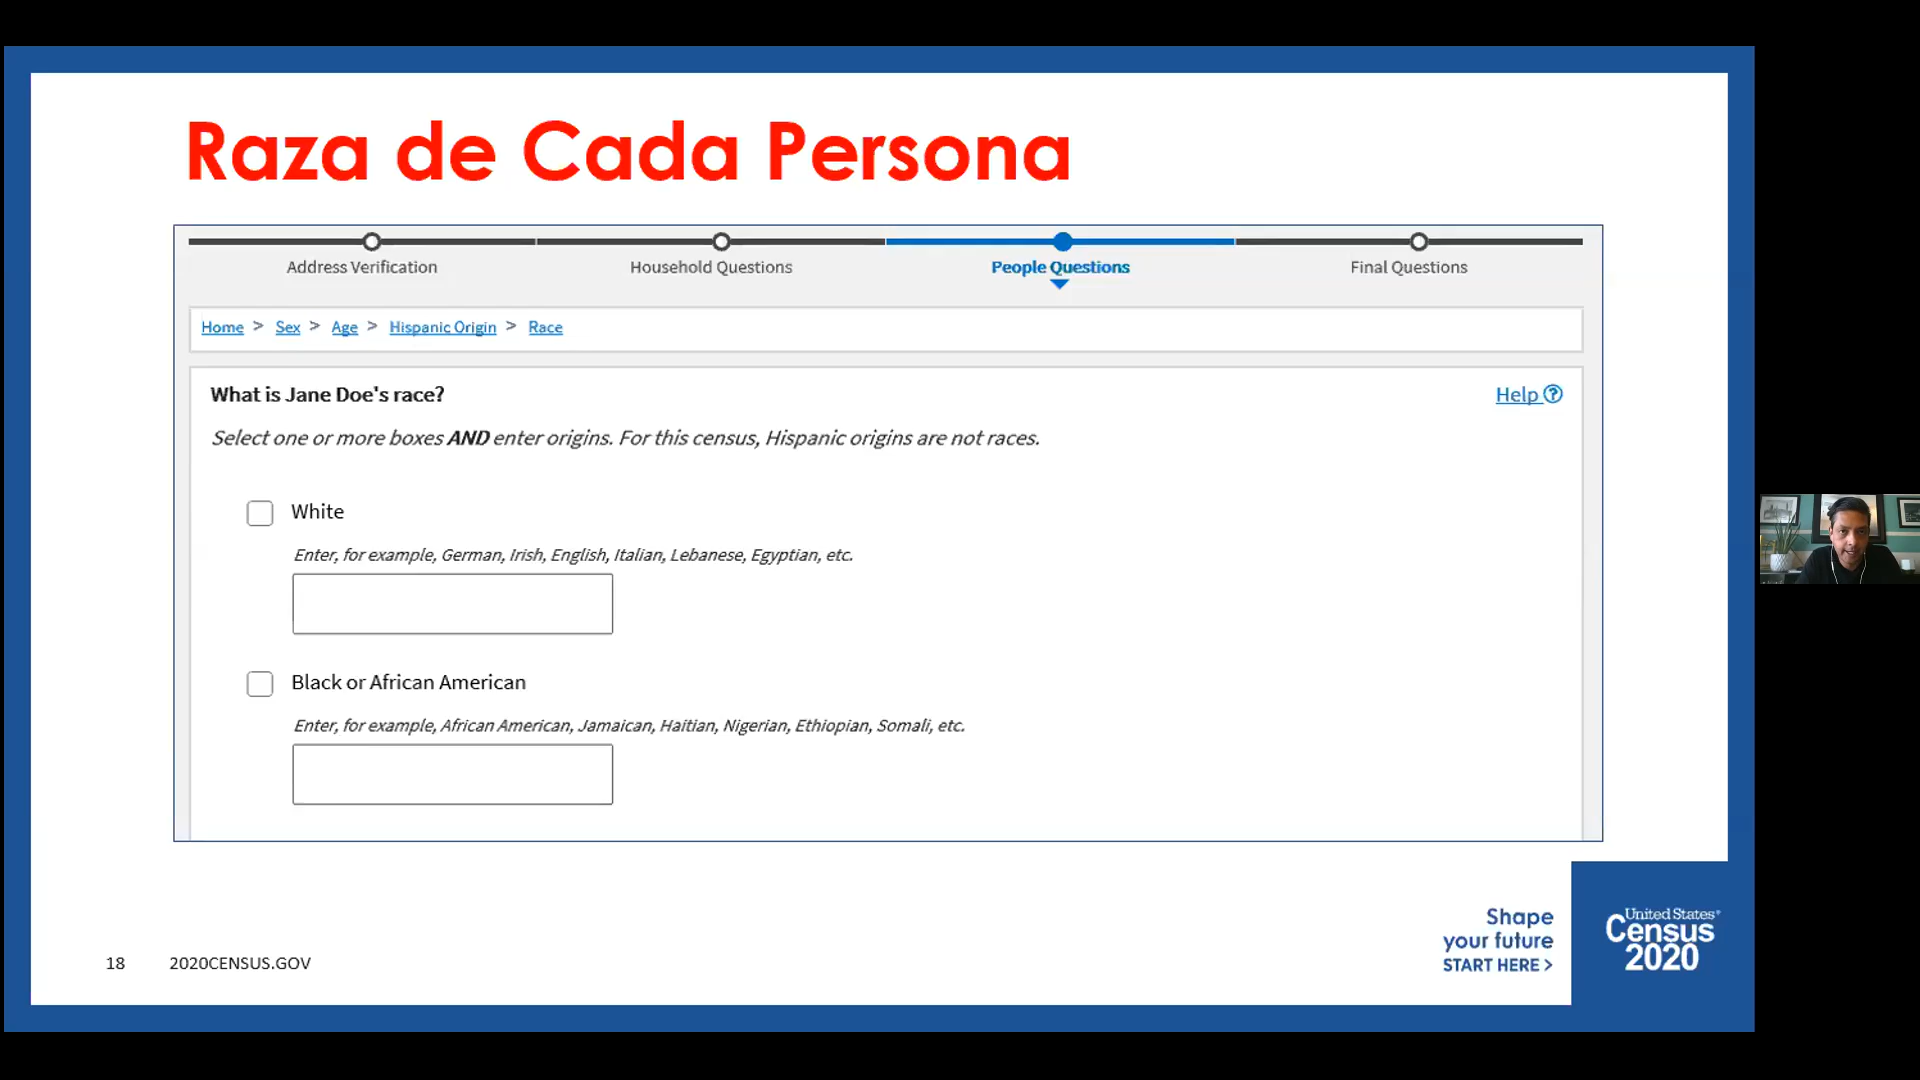 Raza de Cada Persona
Address Verification
Household Questions
People Questions
Final Questions
Home > Sex > Age > Hispanic Origin > Race
What is Jane Doe's race?
Help ?
Select one or more boxes AND enter origins. For this census, Hispanic origins are not races.
White
Enter, for example, German, Irish, English, Italian, Lebanese, Egyptian, etc.
Black or African American
Enter, for example, African American, Jamaican, Haitian, Nigerian, Ethiopian, Somali, etc.
18
2020CENSUS.GOV
Shape
your future
START HERE >
United States®
Census
2020